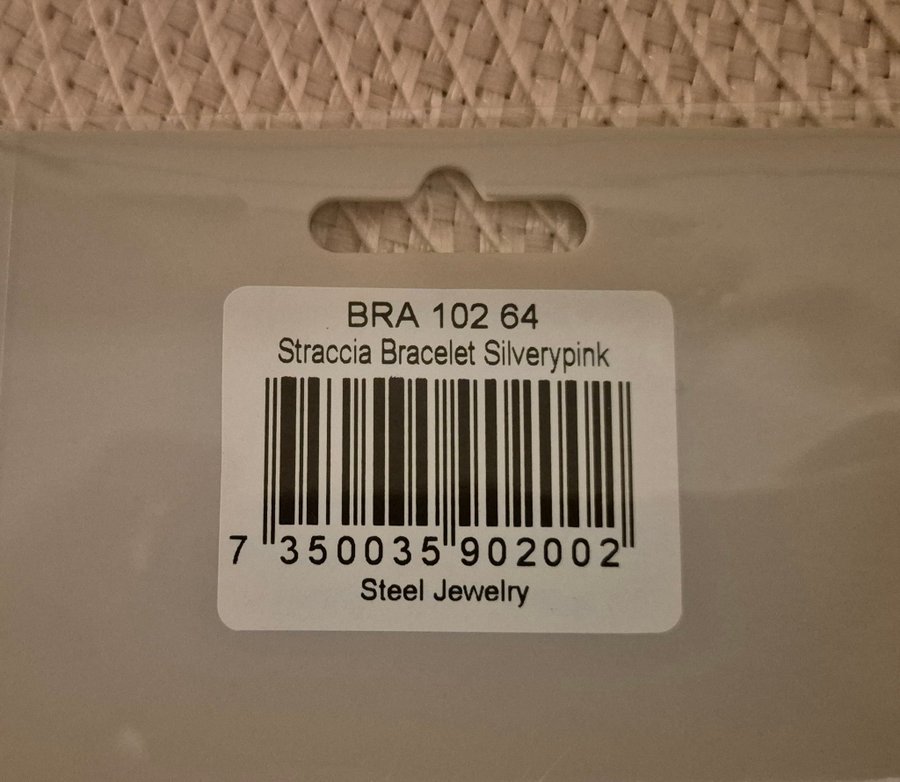 BRA 102 64
Straccia Bracelet Silverypink
7 350035 902002
Steel Jewelry